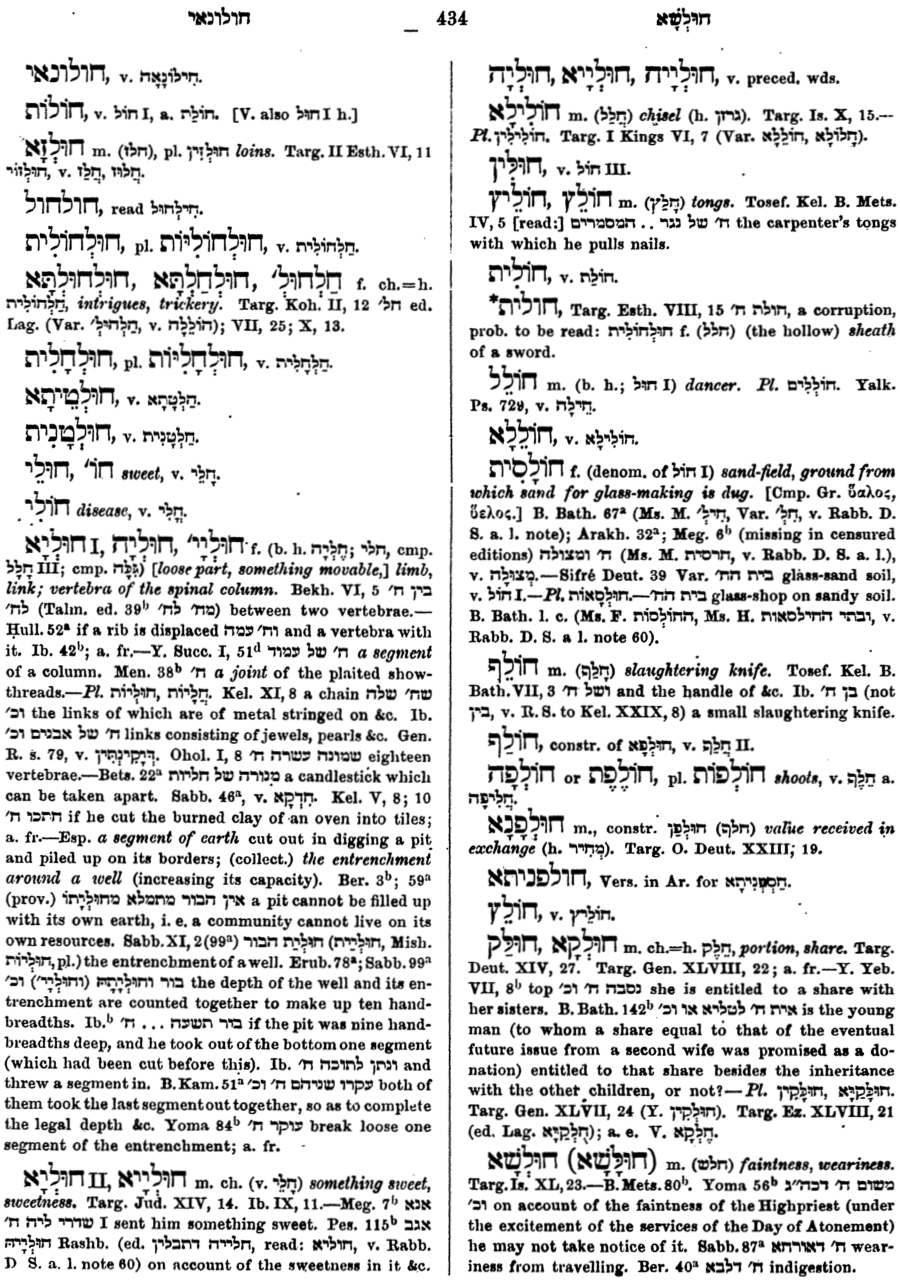 חולונאי 434 חוּלְשָׁא
חולונאי, v. חִילּוֹנָאָה.
חוֹלוֹת, v. חוֹל I, a. חוֹלַת. [V. also חוּל I h.]
חוּלְזָא m. (חלז), pl. חוּלְזִין loins. Targ. II Esth. VI, 11
חוּלְזוֹי, v. חֲלַז, חֲלוּז.
חולחול, read חִילְחוּל.
חוּלְחוֹלִית, pl. חוּלְחוֹלִיּוֹת, v. חַלְחוֹלִית.
חוּלְחוּלְתָּא, חוּלְחַלְתָּא, חַלְחוּלְ׳ f. ch.=h.
חַלְחוֹלִית, intrigues, trickery. Targ. Koh. II, 12 חל׳ ed.
Lag. (Var. חַלְחוּל׳, v. חוֹלֵלָה); VII, 25; X, 13.
חוּלְחָלִית, pl. חוּלְחָלִיּוֹת, v. חַלְחָלִית.
חוּלְטֵיתָא, v. חַלְטָתָא.
חוּלְטָנִית, v. חַלְטָנִית.
חוּלֵי, חוֹ׳ sweet, v. חָלֵי.
חוֹלִי disease, v. חֳלִי.
חוּלְיָא I, חוּלְיָה, חוּלְיָי׳ f. (b. h. חֶלְיָה; חלי, cmp.
חָלָל III; cmp. גֻּלָּה) [loose part, something movable,] limb,
link; vertebra of the spinal column. Bekh. VI, 5 בין ח׳
לח׳ (Talm. ed. 39b מח׳ לח׳) between two vertebrae.—
Ḥull. 52a if a rib is displaced וח׳ עמה and a vertebra with
it. Ib. 42b; a. fr.—Y. Succ. I, 51d ח׳ של עמוד a segment
of a column. Men. 38b ח׳ a joint of the plaited show-
threads.—Pl. חוּלְיוֹת, חֻלְיוֹת. Kel. XI, 8 a chain שח׳ שלה
וכ׳ the links of which are of metal stringed on &c. Ib.
ח׳ של אבנים וכ׳ links consisting of jewels, pearls &c. Gen.
R. s. 79, v. דְּיָקִינְתִּין. Ohol. I, 8 שמונה עשרה ח׳ eighteen
vertebrae.—Bets. 22a מנורה של חליות a candlestick which
can be taken apart. Sabb. 46a, v. חִדְקָא. Kel. V, 8; 10
חתכו ח׳ if he cut the burned clay of an oven into tiles;
a. fr.—Esp. a segment of earth cut out in digging a pit
and piled up on its borders; (collect.) the entrenchment
around a well (increasing its capacity). Ber. 3b; 59a
(prov.) אין הבור מתמלא מחוּלְיָתוֹ a pit cannot be filled up
with its own earth, i. e. a community cannot live on its
own resources. Sabb. XI, 2 (99a) חוּלְיַת הבור (חוּלְיַית, Mish.
חוּלְיוֹת, pl.) the entrenchment of a well. Erub. 78a; Sabb. 99a
בור וחוּלְיָתָהּ (וחוּלְיָי׳) וכ׳ the depth of the well and its en-
trenchment are counted together to make up ten hand-
breadths. Ib.b בור תשעה ... ח׳ if the pit was nine hand-
breadths deep, and he took out of the bottom one segment
(which had been cut before this). Ib. ונתן לתוכה ח׳ and
threw a segment in. B. Kam. 51a עקרו שניהם ח׳ וכ׳ both of
them took the last segment out together, so as to complete
the legal depth &c. Yoma 84b עוקר ח׳ break loose one
segment of the entrenchment; a. fr.
חוּלְיָא II, חוּלְיָיא m. ch. (v. חָלֵי) something sweet,
sweetness. Targ. Jud. XIV, 14. Ib. IX, 11.—Meg. 7b אנא
שדרי ליה ח׳ I sent him something sweet. Pes. 115b אגב
חוּלְיֵיהּ Rashb. (ed. חלייה דתבלין, read: חוליא, v. Rabb.
D S. a. l. note 60) on account of the sweetness in it &c.
חוּלְיָה, חוּלְיָיא, חוּלְיָיה, v. preced. wds.
חוֹלִילָא m. (חֲלַל) chisel (h. גרזן). Targ. Is. X, 15.—
Pl. חוֹלִילִין. Targ. I Kings VI, 7 (Var. חוֹלָלָא, חָלוֹלָא).
חוּלִין, v. חוֹל III.
חוֹלֵיץ, חוֹלֵץ m. (חָלַץ) tongs. Tosef. Kel. B. Mets.
IV, 5 [read:] ח׳ של נגר .. המסמרים the carpenter's tongs
with which he pulls nails.
חוֹלִית, v. חוֹלַת.
*חולית, Targ. Esth. VIII, 15 חולת ח׳, a corruption,
prob. to be read: חוּלְחוֹלִית f. (חלל) (the hollow) sheath
of a sword.
חוֹלֵל m. (b. h.; חוּל I) dancer. Pl. חוֹלְלִים. Yalk.
Ps. 729, v. חִילָה.
חוֹלָלָא, v. חוֹלִילָא.
חוֹלְסִית f. (denom. of חוֹל I) sand-field, ground from
which sand for glass-making is dug. [Cmp. Gr. ὕαλος,
ὕελος.] B. Bath. 67a (Ms. M. חִיל׳, Var. חָל׳, v. Rabb. D.
S. a. l. note); Arakh. 32a; Meg. 6b (missing in censured
editions) ח׳ ומצולה (Ms. M. חרסית, v. Rabb. D. S. a. l.),
v. מְצוּלָה.—Sifré Deut. 39 Var. בית הח׳ glass-sand soil,
v. חוֹל I.—Pl. חוֹלְסָאוֹת.—בית הח׳ glass-shop on sandy soil.
B. Bath. l. c. (Ms. F. החוֹלְסוֹת, Ms. H. ובתי החילסאות, v.
Rabb. D. S. a l. note 60).
חוֹלֵף m. (חָלַף) slaughtering knife. Tosef. Kel. B.
Bath. VII, 3 ושל ח׳ and the handle of &c. Ib. בן ח׳ (not
בין, v. R. S. to Kel. XXIX, 8) a small slaughtering knife.
חוּלַף, constr. of חוּלְפָא, v. חֲלַף II.
חוֹלְפָה or חוֹלֶפֶת, pl. חוֹלְפוֹת shoots, v. חֵלֶף a.
חֲלִיפָה.
חוּלְפָנָא m., constr. חוּלְפַן (חלף) value received in
exchange (h. מְחִיר). Targ. O. Deut. XXIII, 19.
חולפניתא, Vers. in Ar. for חַסְפָּנִיתָא.
חוֹלֵץ, v. חוֹלֵיץ.
חוּלַק, חוּלְקָא m. ch.=h. חֵלֶק, portion, share. Targ.
Deut. XIV, 27. Targ. Gen. XLVIII, 22; a. fr.—Y. Yeb.
VII, 8b top נסבה ח׳ וכ׳ she is entitled to a share with
her sisters. B. Bath. 142b אית ח׳ לטליא או וכ׳ is the young
man (to whom a share equal to that of the eventual
future issue from a second wife was promised as a do-
nation) entitled to that share besides the inheritance
with the other children, or not?—Pl. חוּלָקִין, חוּלָקַיָּא.
Targ. Gen. XLVII, 24 (Y. חוּלְקִין). Targ. Ez. XLVIII, 21
(ed. Lag. חֻלְקַיָּא); a. e. V. חֶלְקָא.
חוּלְשָׁא (חוּלָּשָׁא) m. (חלש) faintness, weariness.
Targ. Is. XL, 23.—B. Mets. 80b. Yoma 56b משום ח׳ דכה״ג
וכ׳ on account of the faintness of the Highpriest (under
the excitement of the services of the Day of Atonement)
he may not take notice of it. Sabb. 87a ח׳ דאורחא wear-
iness from travelling. Ber. 40a ח׳ דלבא indigestion.